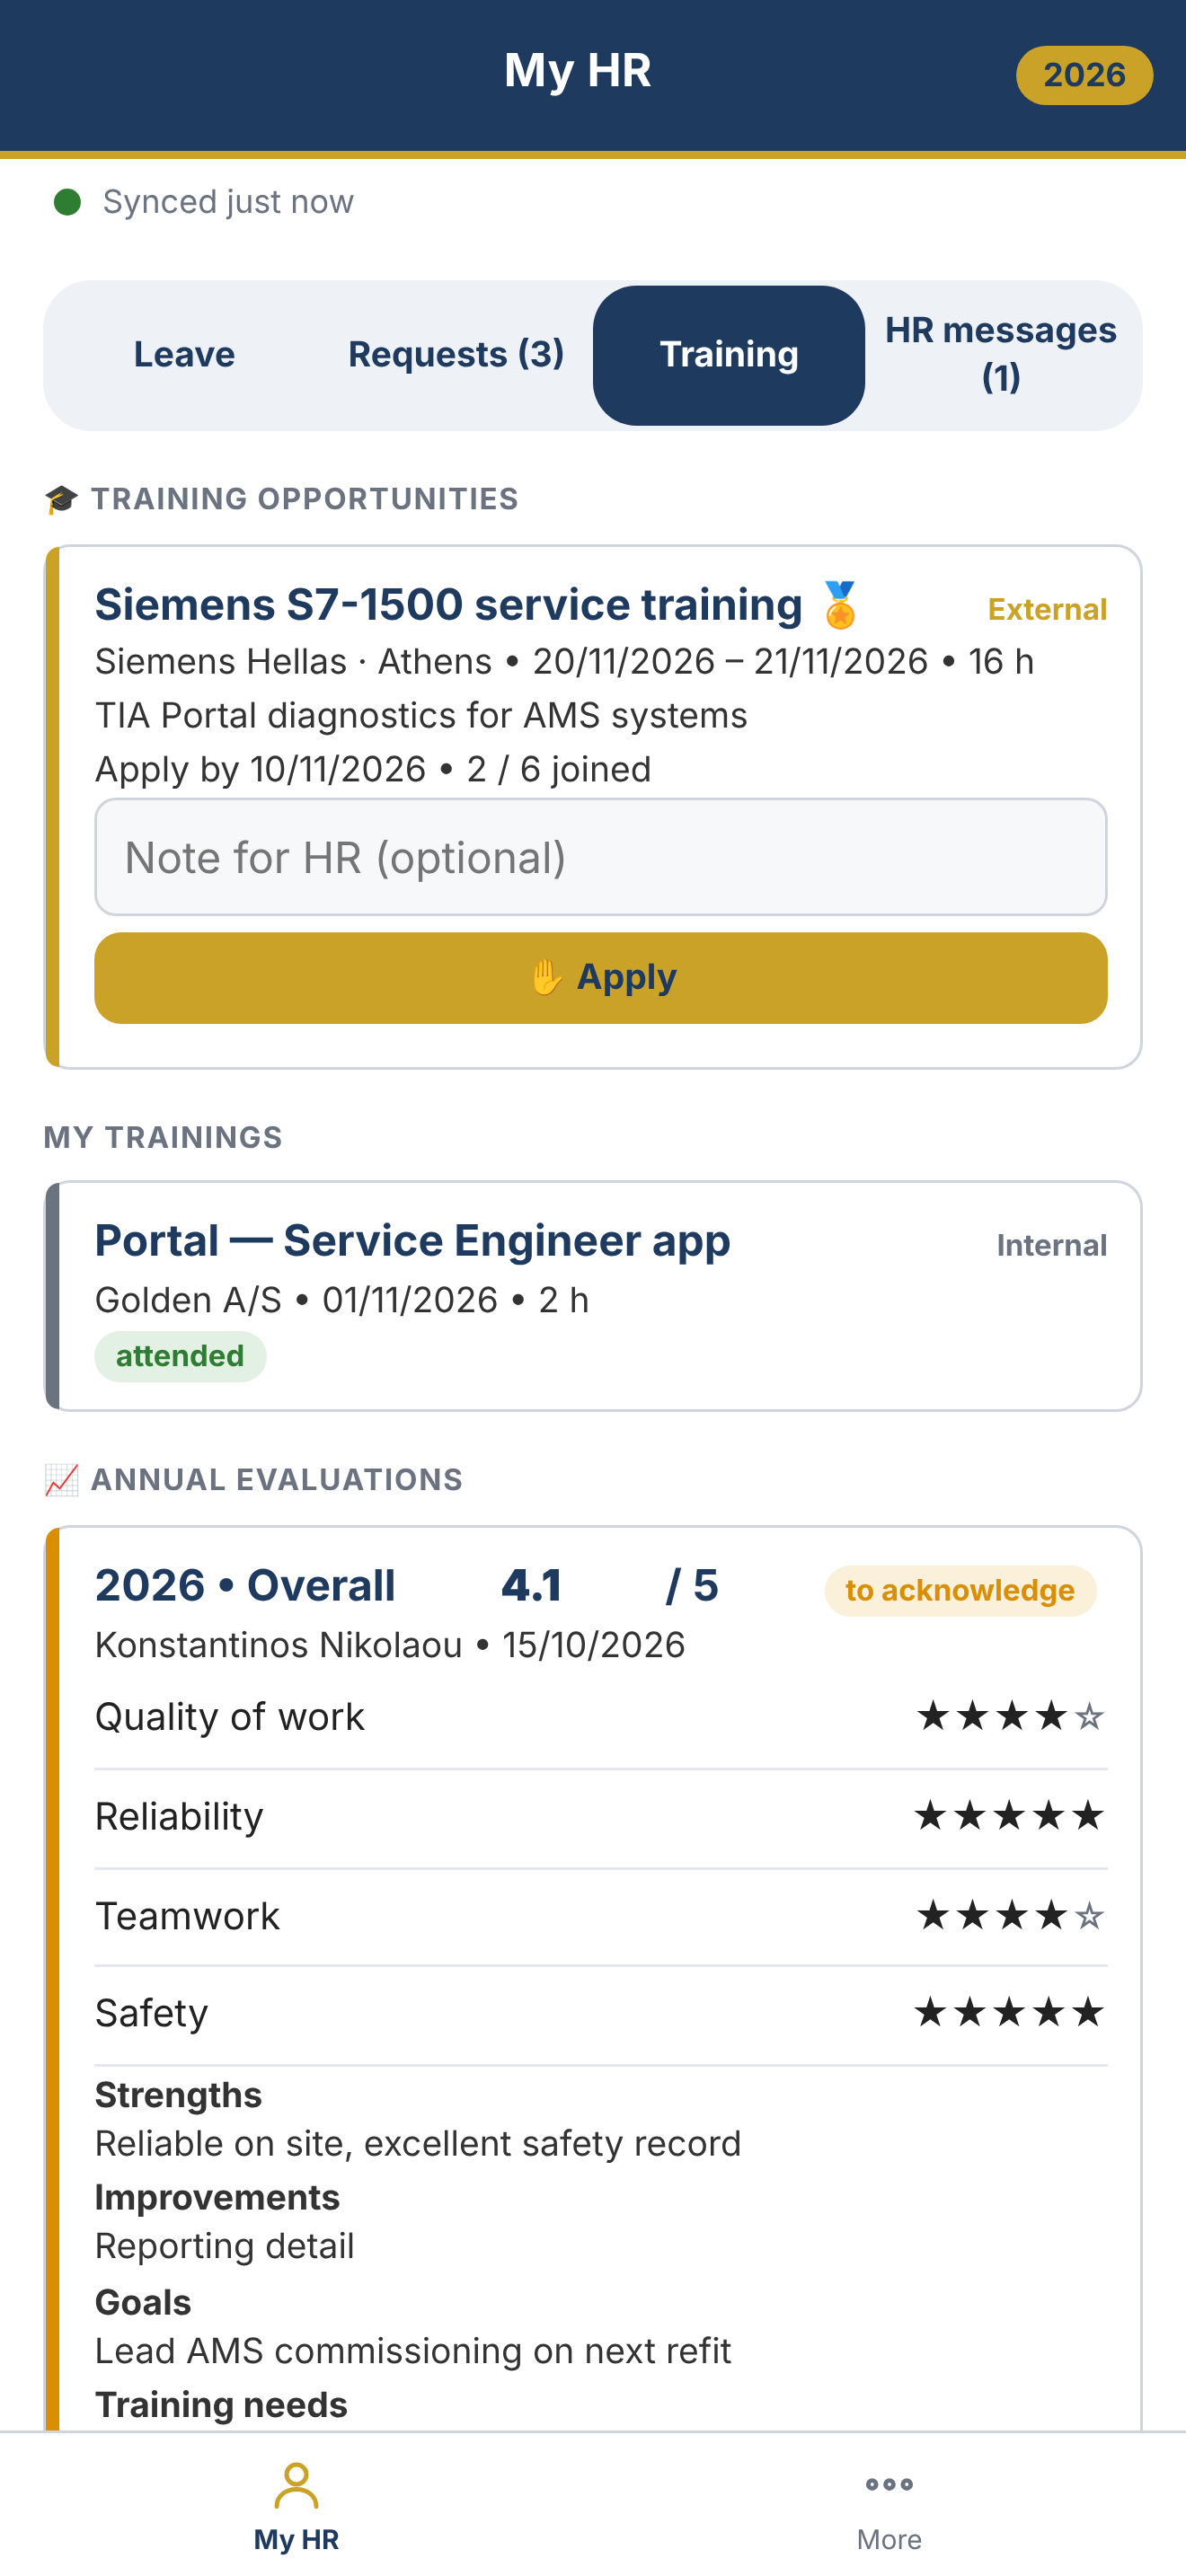 My HR
2026
Synced just now
Leave
Requests (3)
Training
HR messages
(1)
🎓 TRAINING OPPORTUNITIES
Siemens S7-1500 service training 🏅
External
Siemens Hellas · Athens • 20/11/2026 – 21/11/2026 • 16 h
TIA Portal diagnostics for AMS systems
Apply by 10/11/2026 • 2 / 6 joined
Note for HR (optional)
✋ Apply
MY TRAININGS
Portal — Service Engineer app
Internal
Golden A/S • 01/11/2026 • 2 h
attended
📈 ANNUAL EVALUATIONS
2026 • Overall 4.1 / 5
to acknowledge
Konstantinos Nikolaou • 15/10/2026
Quality of work ★★★★☆
Reliability ★★★★★
Teamwork ★★★★☆
Safety ★★★★★
Strengths
Reliable on site, excellent safety record
Improvements
Reporting detail
Goals
Lead AMS commissioning on next refit
Training needs
My HR
More